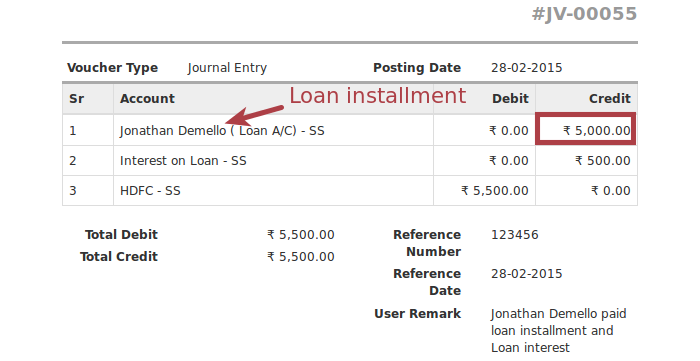 #JV-00055
Voucher Type Journal Entry Posting Date 28-02-2015
Loan installment
Sr Account Debit Credit
1 Jonathan Demello ( Loan A/C) - SS ₹ 0.00 ₹ 5,000.00
2 Interest on Loan - SS ₹ 0.00 ₹ 500.00
3 HDFC - SS ₹ 5,500.00 ₹ 0.00
Total Debit ₹ 5,500.00
Total Credit ₹ 5,500.00
Reference Number 123456
Reference Date 28-02-2015
User Remark Jonathan Demello paid
loan installment and
Loan interest